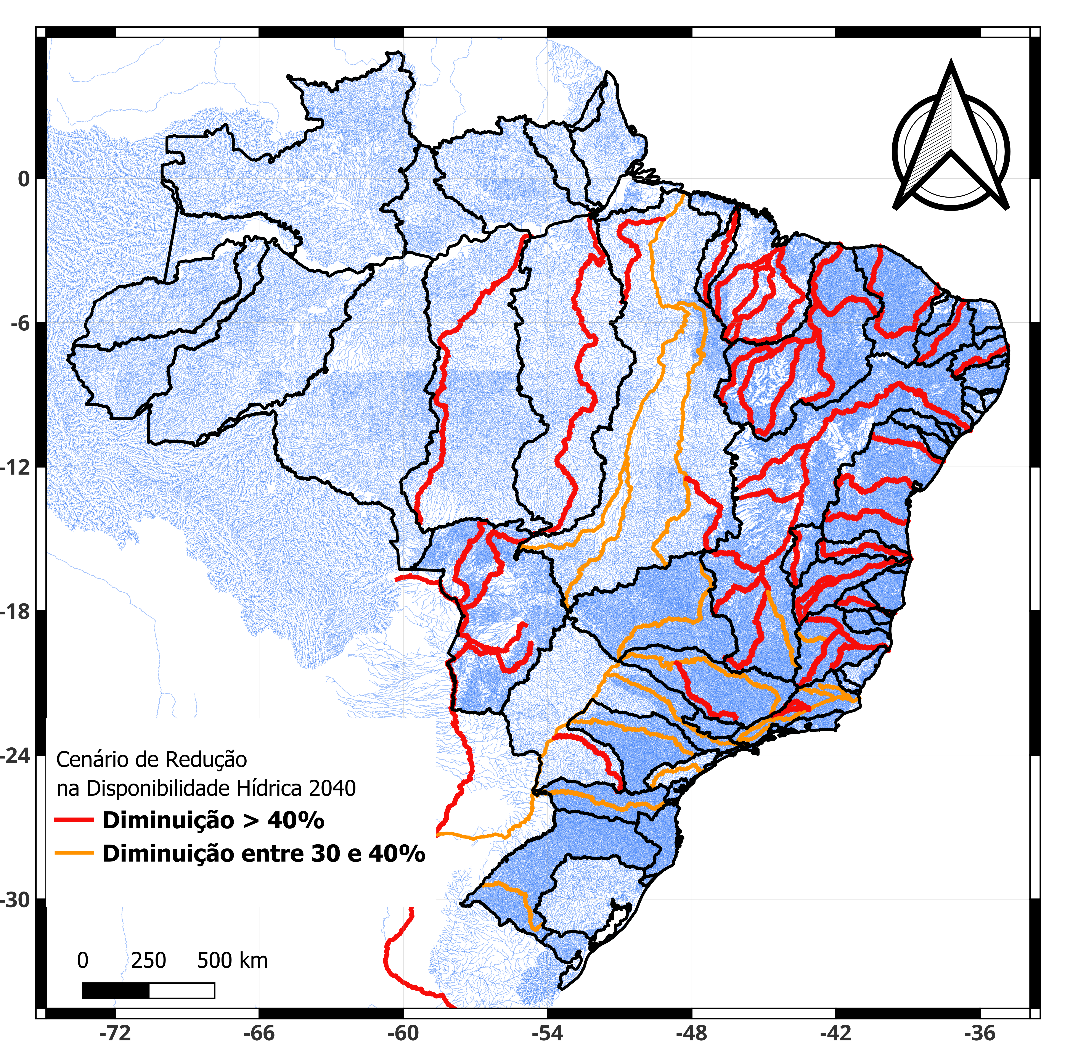 0
-6
-12
-18
-24
-30
Cenário de Redução
na Disponibilidade Hídrica 2040
Diminuição > 40%
Diminuição entre 30 e 40%
0 250 500 km
-72 -66 -60 -54 -48 -42 -36